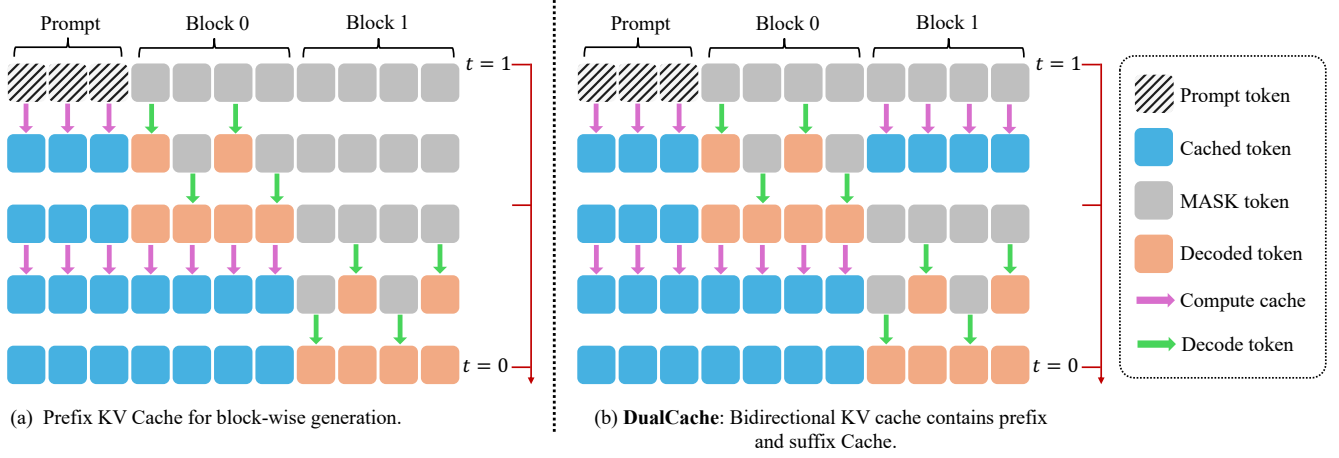 Prompt
Block 0
Block 1
t = 1
t = 0
(a) Prefix KV Cache for block-wise generation.
Prompt
Block 0
Block 1
t = 1
t = 0
(b) DualCache: Bidirectional KV cache contains prefix
and suffix Cache.
Prompt token
Cached token
MASK token
Decoded token
Compute cache
Decode token